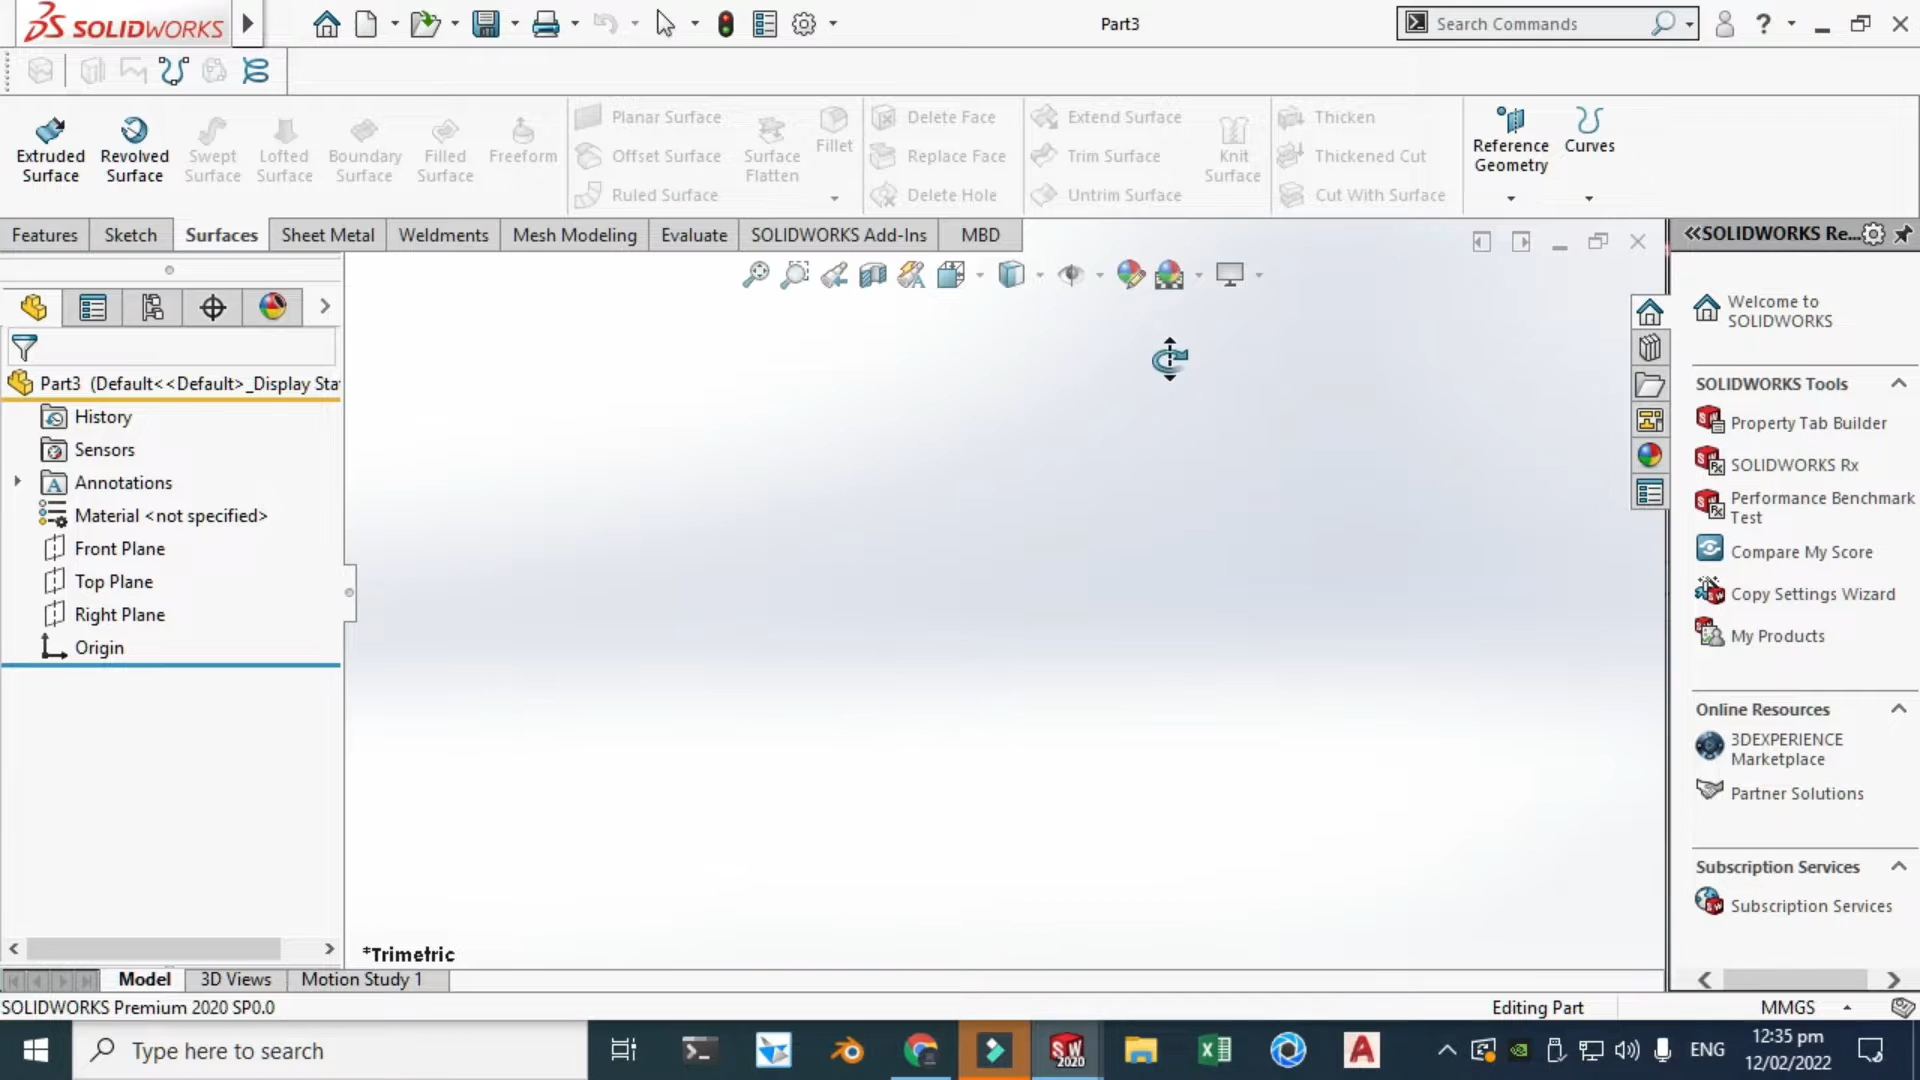 SOLIDWORKS
Part3
Search Commands
Extruded
Surface
Revolved
Surface
Swept
Surface
Lofted
Surface
Boundary
Surface
Filled
Surface
Freeform
Planar Surface
Offset Surface
Ruled Surface
Surface
Flatten
Fillet
Delete Face
Replace Face
Delete Hole
Extend Surface
Trim Surface
Untrim Surface
Knit
Surface
Thicken
Thickened Cut
Cut With Surface
Reference
Geometry
Curves
Features
Sketch
Surfaces
Sheet Metal
Weldments
Mesh Modeling
Evaluate
SOLIDWORKS Add-Ins
MBD
Part3 (Default<<Default>_Display Sta
History
Sensors
Annotations
Material <not specified>
Front Plane
Top Plane
Right Plane
Origin
*Trimetric
SOLIDWORKS Re...
Welcome to
SOLIDWORKS
SOLIDWORKS Tools
Property Tab Builder
SOLIDWORKS Rx
Performance Benchmark
Test
Compare My Score
Copy Settings Wizard
My Products
Online Resources
3DEXPERIENCE
Marketplace
Partner Solutions
Subscription Services
Subscription Services
Model
3D Views
Motion Study 1
SOLIDWORKS Premium 2020 SP0.0
Editing Part
MMGS
Type here to search
SW
2020
ENG
12:35 pm
12/02/2022